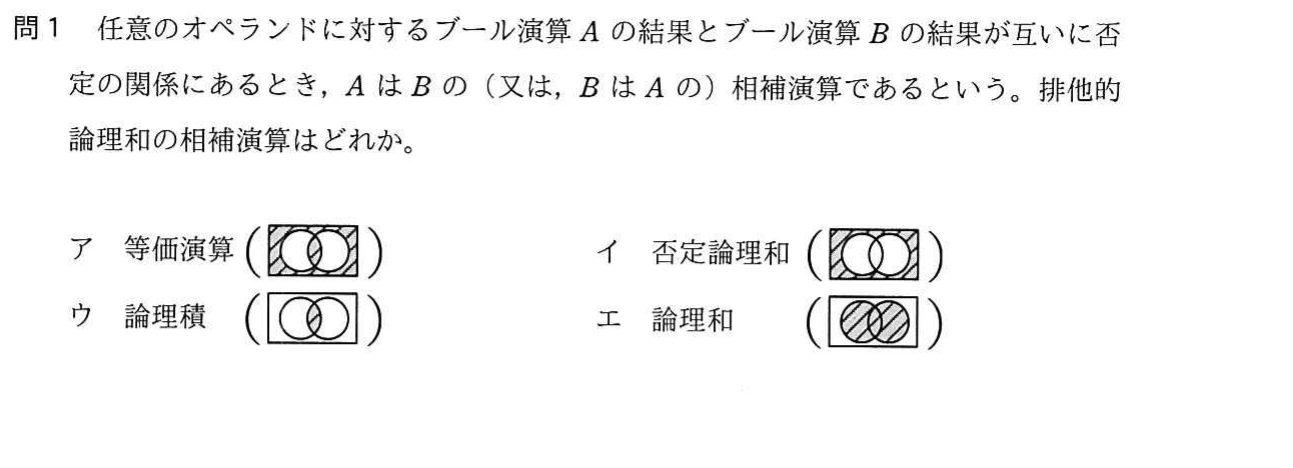 問1 任意のオペランドに対するブール演算 A の結果とブール演算 B の結果が互いに否
定の関係にあるとき，A は B の（又は，B は A の）相補演算であるという。排他的
論理和の相補演算はどれか。
ア 等価演算 ( ) イ 否定論理和 ( )
ウ 論理積 ( ) エ 論理和 ( )